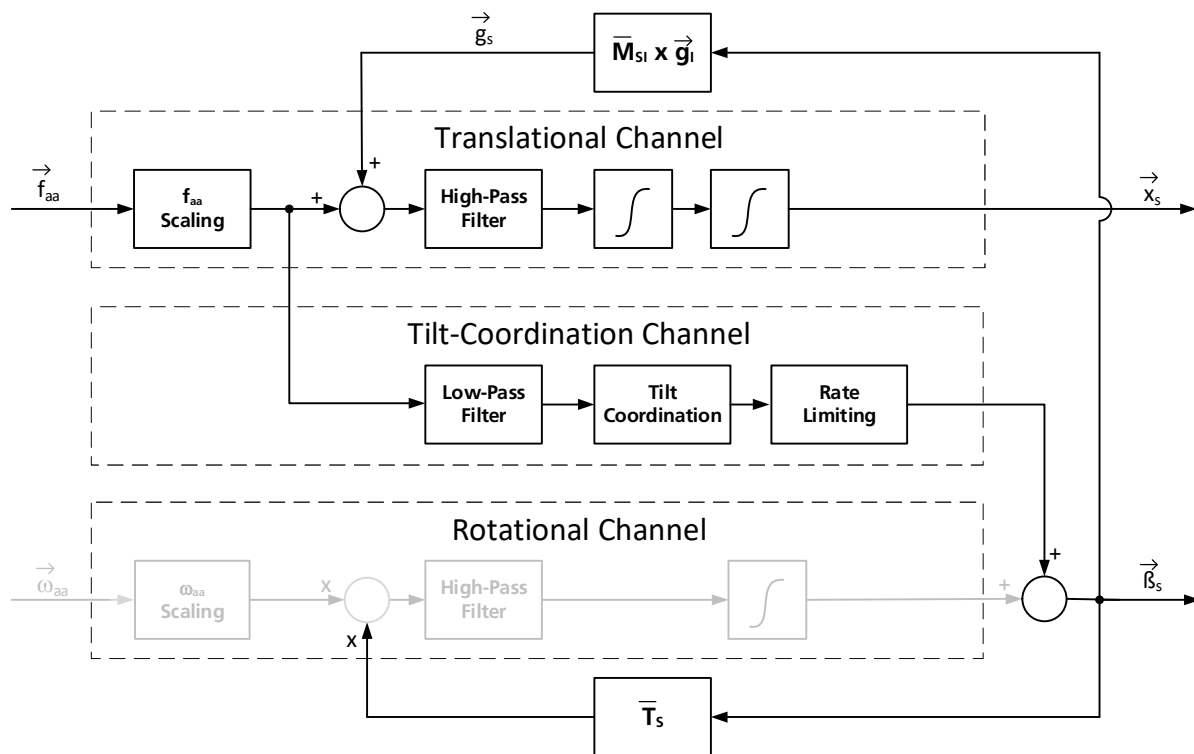 →
g_s
M̅_SI x g⃗_I
Translational Channel
→
f_aa
f_aa
Scaling
+
+
High-Pass
Filter
∫
∫
→
x_s
Tilt-Coordination Channel
Low-Pass
Filter
Tilt
Coordination
Rate
Limiting
Rotational Channel
→
ω_aa
ω_aa
Scaling
x
x
High-Pass
Filter
∫
+
+
→
ß_s
T̅_S